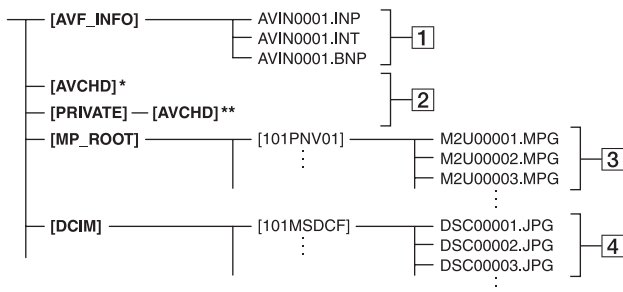 [AVF_INFO] AVIN0001.INP
AVIN0001.INT 1
AVIN0001.BNP
[AVCHD]*
2
[PRIVATE] [AVCHD]**
[MP_ROOT] [101PNV01] M2U00001.MPG
M2U00002.MPG 3
M2U00003.MPG
[DCIM] [101MSDCF] DSC00001.JPG
DSC00002.JPG 4
DSC00003.JPG